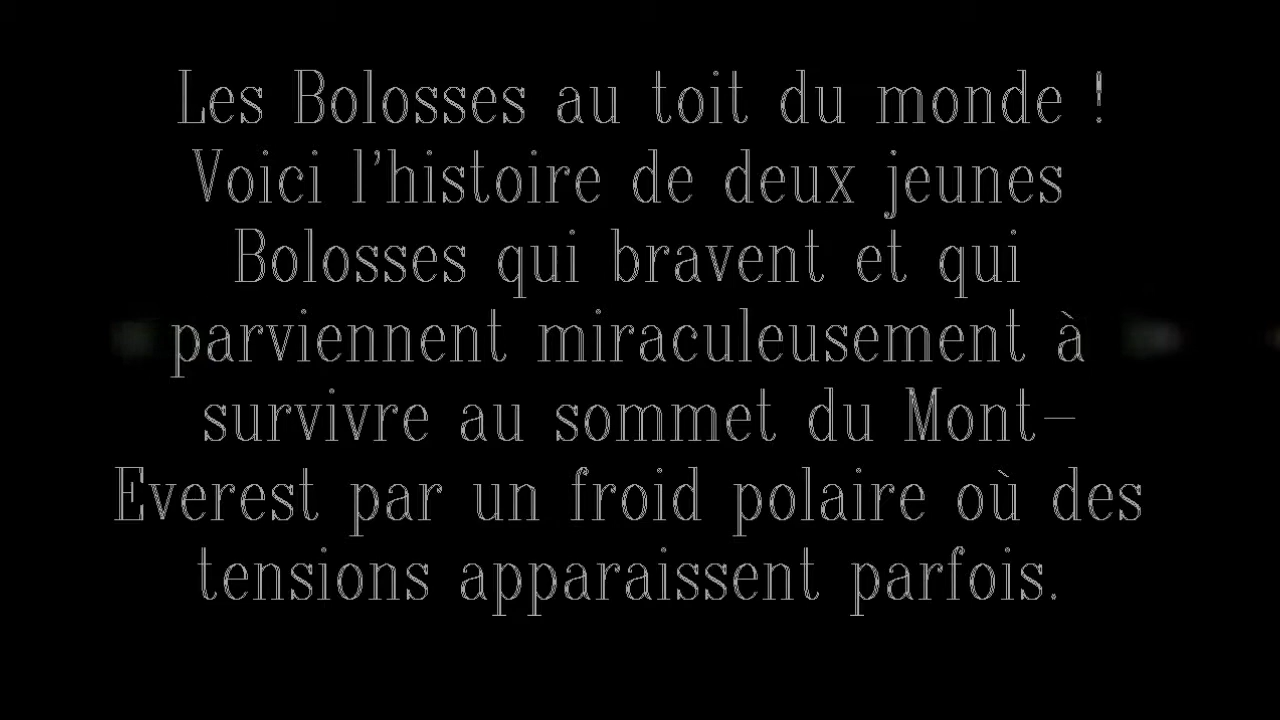 Les Bolosses au toit du monde !
Voici l'histoire de deux jeunes
Bolosses qui bravent et qui
parviennent miraculeusement à
survivre au sommet du Mont-
Everest par un froid polaire où des
tensions apparaissent parfois.